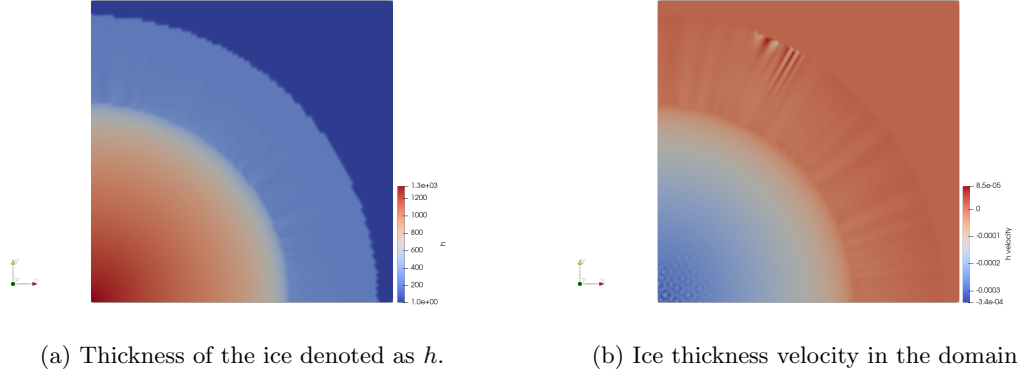 1.3e+03
1200
1000
800
600
400
200
1.0e+00
h
8.5e-05
0
-0.0001
-0.0002
-0.0003
-3.4e-04
h velocity
(a) Thickness of the ice denoted as h.
(b) Ice thickness velocity in the domain